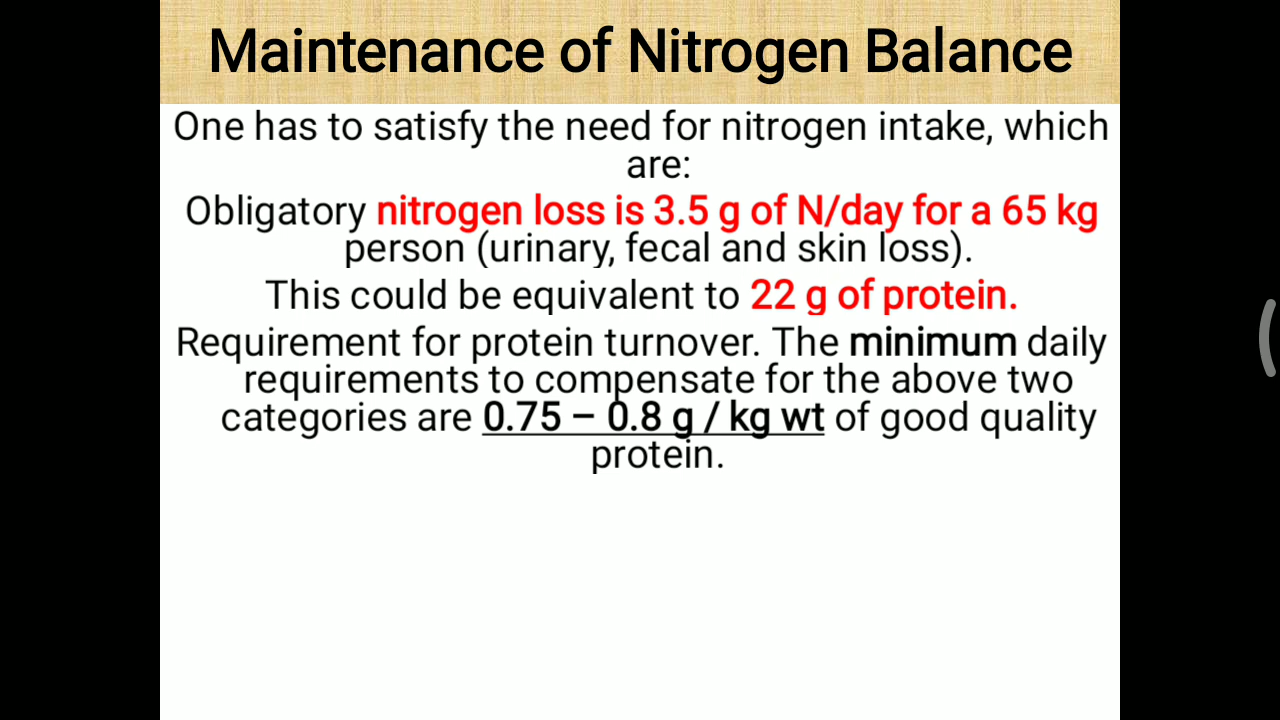 Maintenance of Nitrogen Balance
One has to satisfy the need for nitrogen intake, which
are:
Obligatory nitrogen loss is 3.5 g of N/day for a 65 kg
person (urinary, fecal and skin loss).
This could be equivalent to 22 g of protein.
Requirement for protein turnover. The minimum daily
requirements to compensate for the above two
categories are 0.75 – 0.8 g / kg wt of good quality
protein.